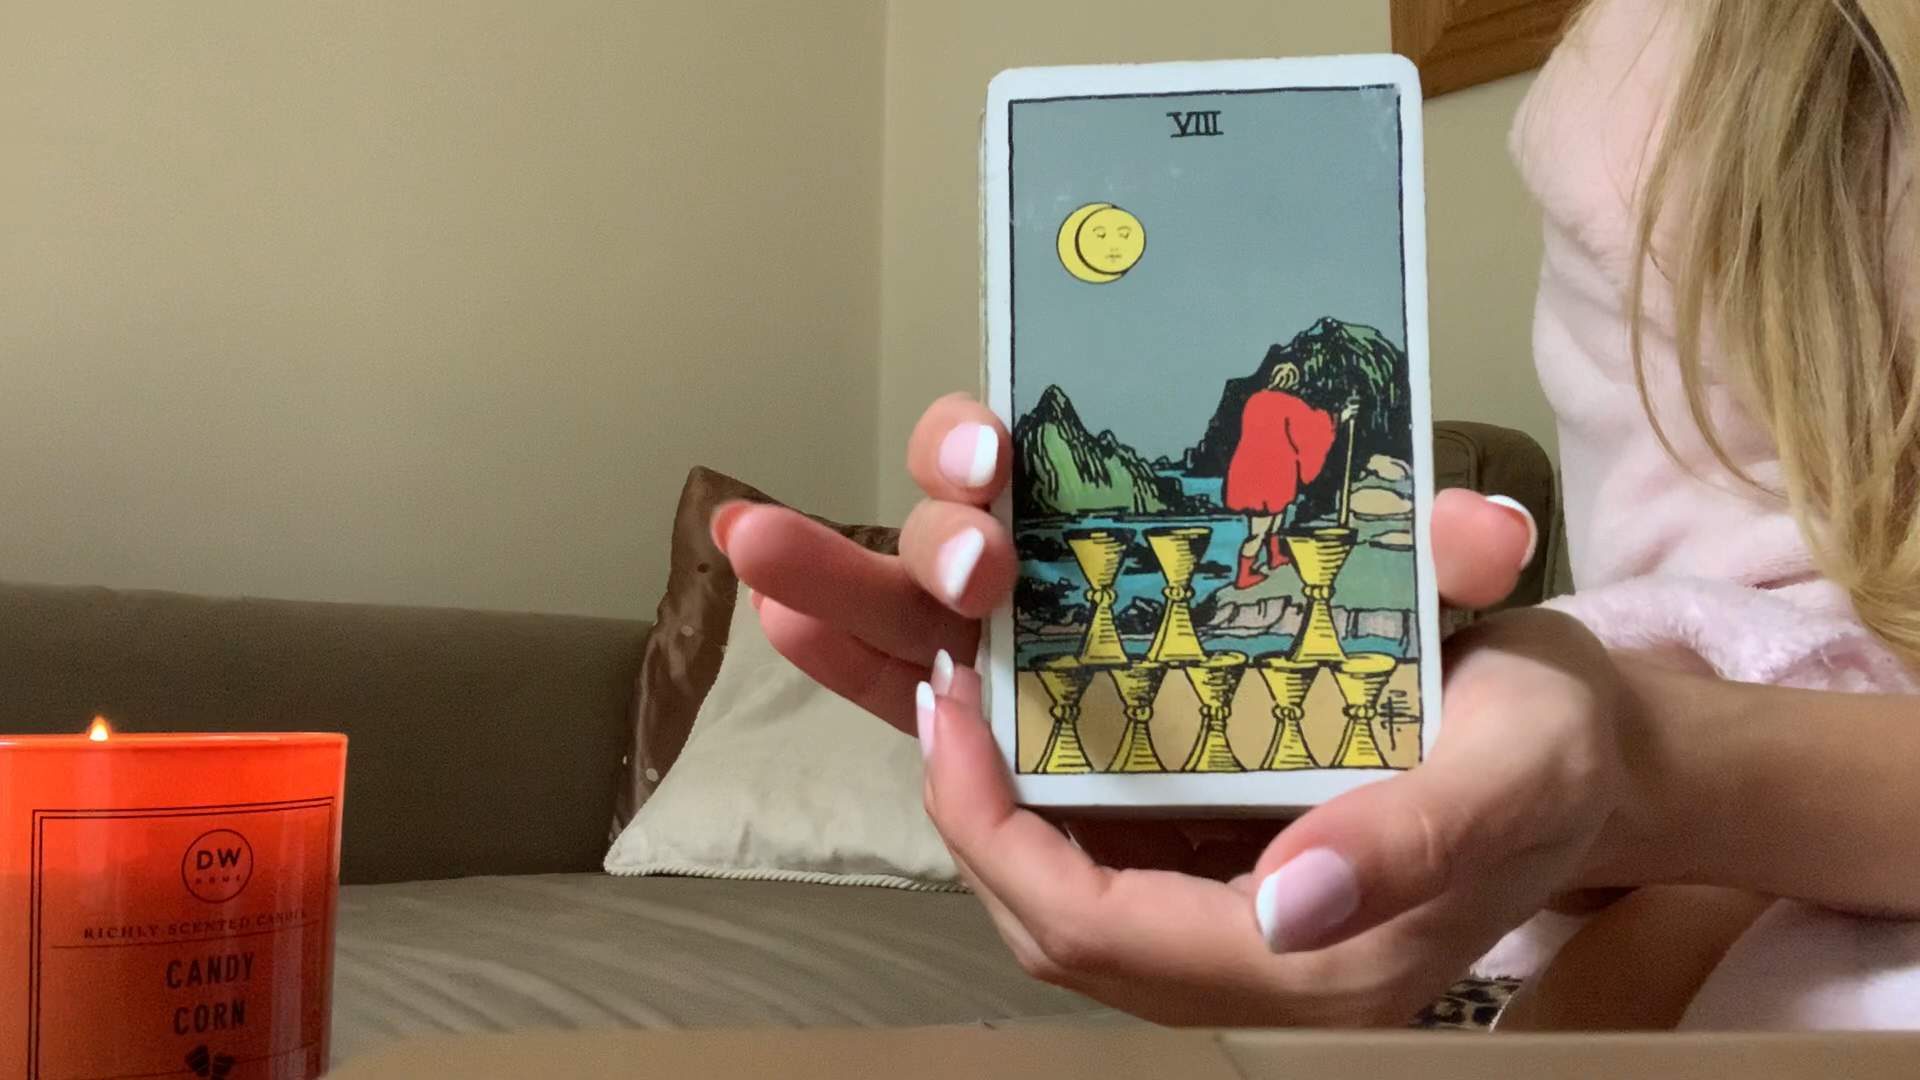 VIII
DW
HOME
RICHLY SCENTED CANDLE
CANDY
CORN